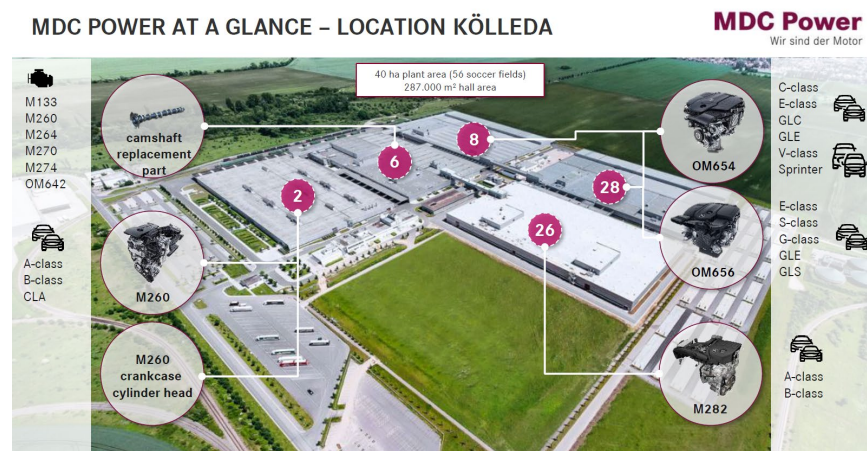 MDC POWER AT A GLANCE – LOCATION KÖLLEDA
MDC Power
Wir sind der Motor
40 ha plant area (56 soccer fields)
287.000 m² hall area
M133
M260
M264
M270
M274
OM642
A-class
B-class
CLA
camshaft
replacement
part
M260
M260
crankcase
cylinder head
2
6
8
28
26
OM654
OM656
M282
C-class
E-class
GLC
GLE
V-class
Sprinter
E-class
S-class
G-class
GLE
GLS
A-class
B-class